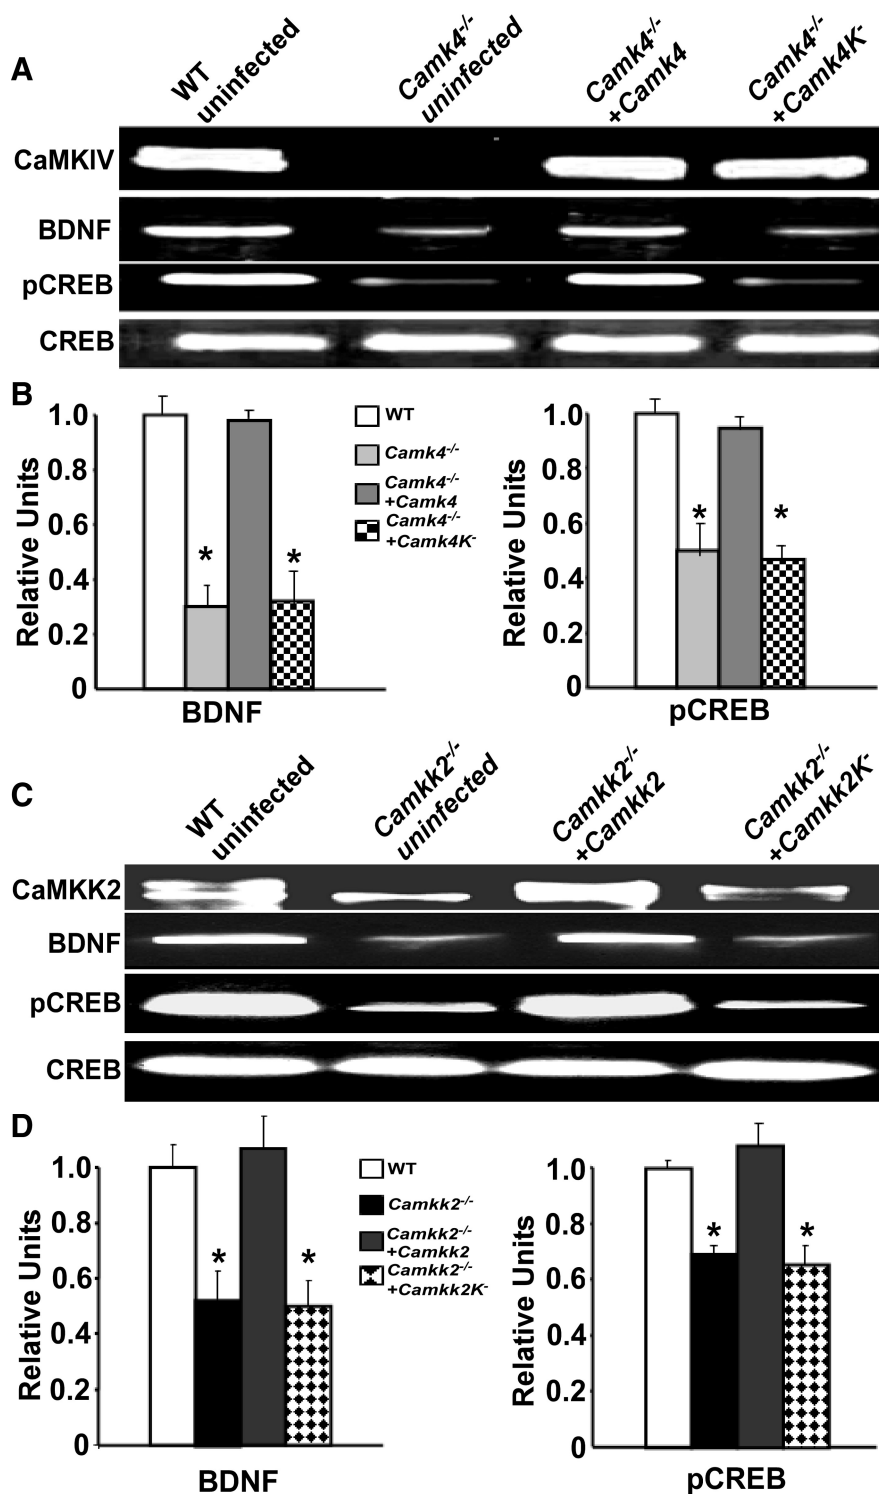 A
WT
uninfected
Camk4-/-
uninfected
Camk4-/-
+Camk4
Camk4-/-
+Camk4K-
CaMKIV
BDNF
pCREB
CREB
B
Relative Units
1.0
0.8
0.6
0.4
0.2
0
*
*
BDNF
WT
Camk4-/-
Camk4-/-
+Camk4
Camk4-/-
+Camk4K-
Relative Units
1.0
0.8
0.6
0.4
0.2
0
*
*
pCREB
C
WT
uninfected
Camkk2-/-
uninfected
Camkk2-/-
+Camkk2
Camkk2-/-
+Camkk2K-
CaMKK2
BDNF
pCREB
CREB
D
Relative Units
1.0
0.8
0.6
0.4
0.2
0
*
*
BDNF
WT
Camkk2-/-
Camkk2-/-
+Camkk2
Camkk2-/-
+Camkk2K-
Relative Units
1.0
0.8
0.6
0.4
0.2
0
*
*
pCREB